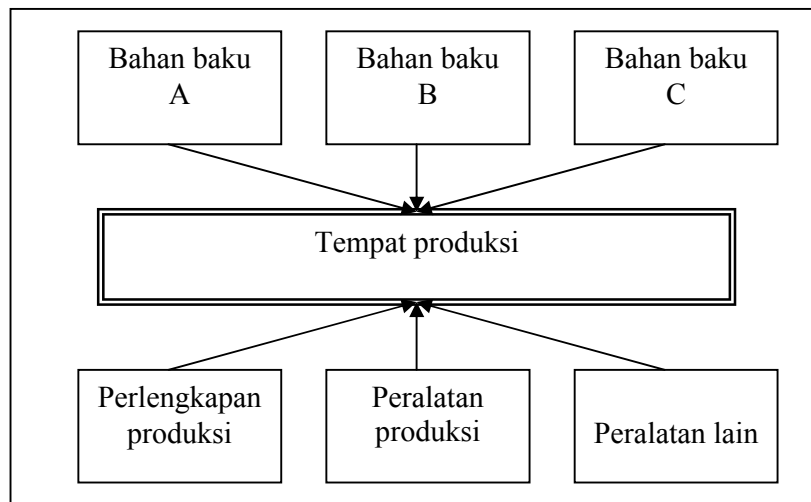 Bahan baku
A
Bahan baku
B
Bahan baku
C
Tempat produksi
Perlengkapan
produksi
Peralatan
produksi
Peralatan lain